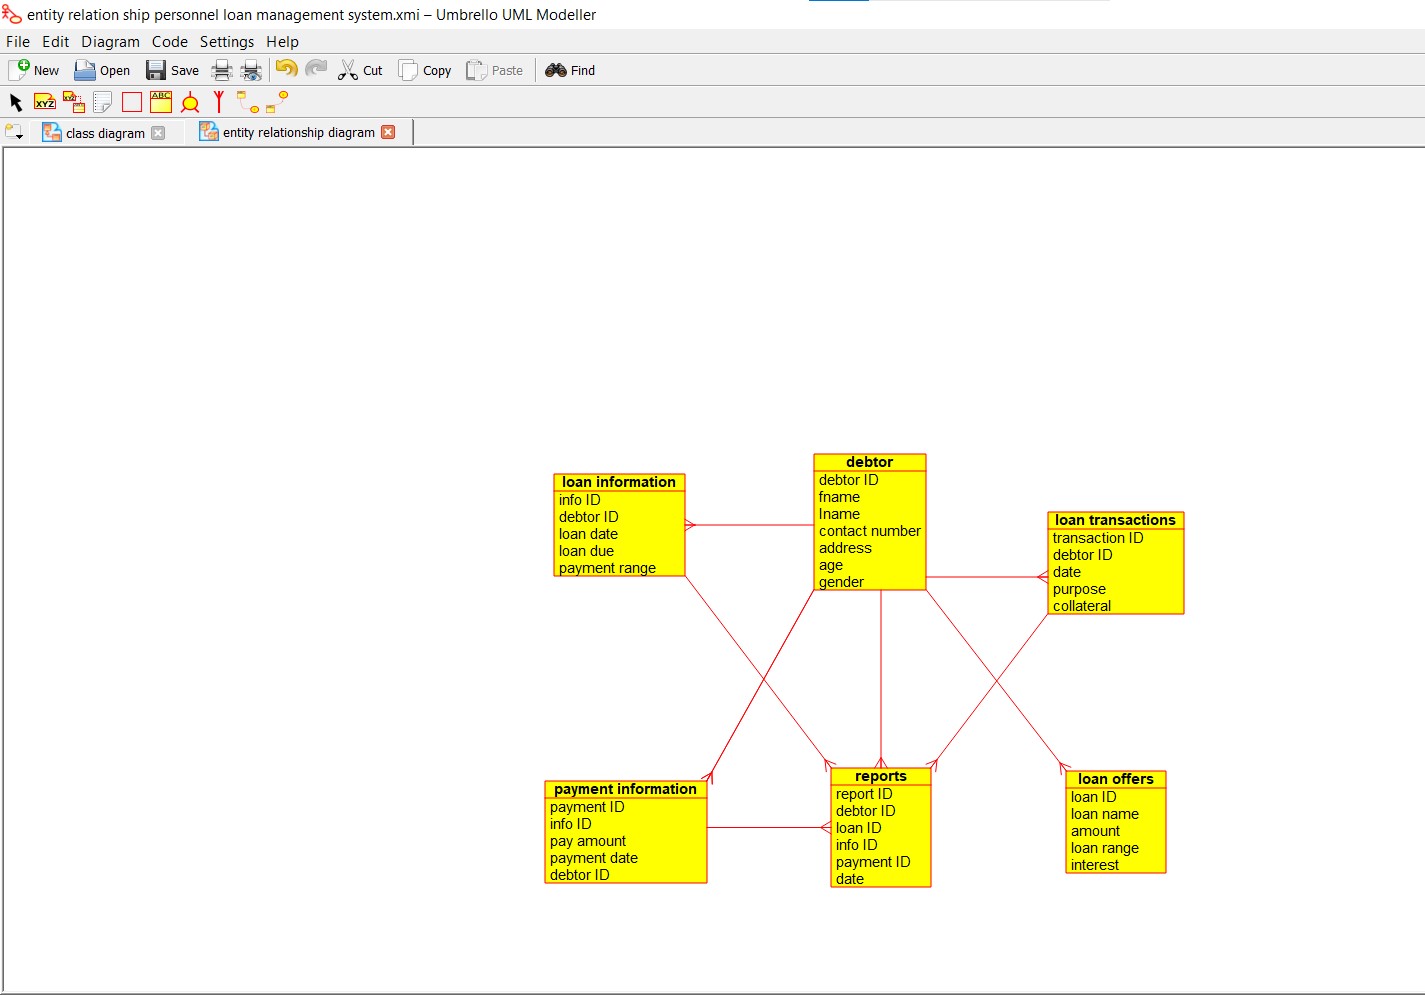 entity relation ship personnel loan management system.xmi – Umbrello UML Modeller
File Edit Diagram Code Settings Help
New Open Save Cut Copy Paste Find
XYZ XYZ ABC
class diagram entity relationship diagram
debtor
debtor ID
fname
lname
contact number
address
age
gender
loan information
info ID
debtor ID
loan date
loan due
payment range
loan transactions
transaction ID
debtor ID
date
purpose
collateral
payment information
payment ID
info ID
pay amount
payment date
debtor ID
reports
report ID
debtor ID
loan ID
info ID
payment ID
date
loan offers
loan ID
loan name
amount
loan range
interest